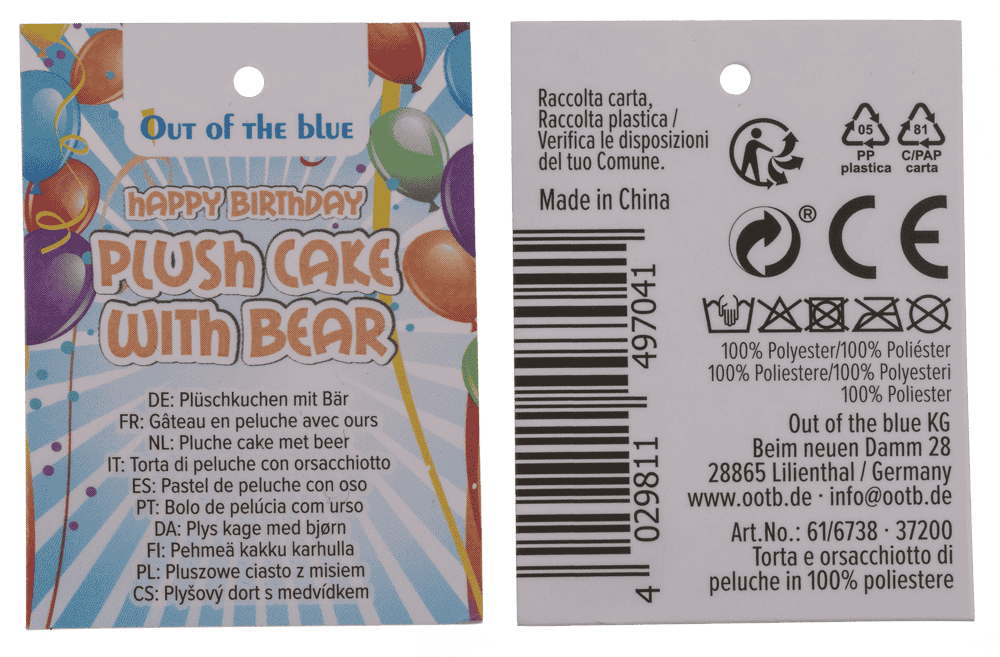 Out of the blue
Happy Birthday
Plush Cake
with Bear
DE: Plüschkuchen mit Bär
FR: Gâteau en peluche avec ours
NL: Pluche cake met beer
IT: Torta di peluche con orsacchiotto
ES: Pastel de peluche con oso
PT: Bolo de pelúcia com urso
DA: Plys kage med bjørn
FI: Pehmeä kakku karhulla
PL: Pluszowe ciasto z misiem
CS: Plyšový dort s medvídkem
Raccolta carta,
Raccolta plastica /
Verifica le disposizioni
del tuo Comune.
05
PP
plastica
81
C/PAP
carta
Made in China
®
CE
4 029811 497041
100% Polyester/100% Poliéster
100% Poliestere/100% Polyesteri
100% Poliester
Out of the blue KG
Beim neuen Damm 28
28865 Lilienthal / Germany
www.ootb.de · info@ootb.de
Art.No.: 61/6738 · 37200
Torta e orsacchiotto di
peluche in 100% poliestere